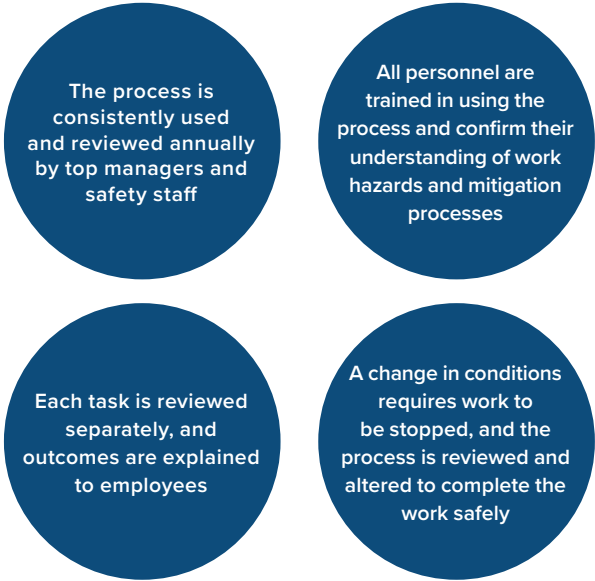 The process is
consistently used
and reviewed annually
by top managers and
safety staff
All personnel are
trained in using the
process and confirm their
understanding of work
hazards and mitigation
processes
Each task is reviewed
separately, and
outcomes are explained
to employees
A change in conditions
requires work to
be stopped, and the
process is reviewed and
altered to complete the
work safely